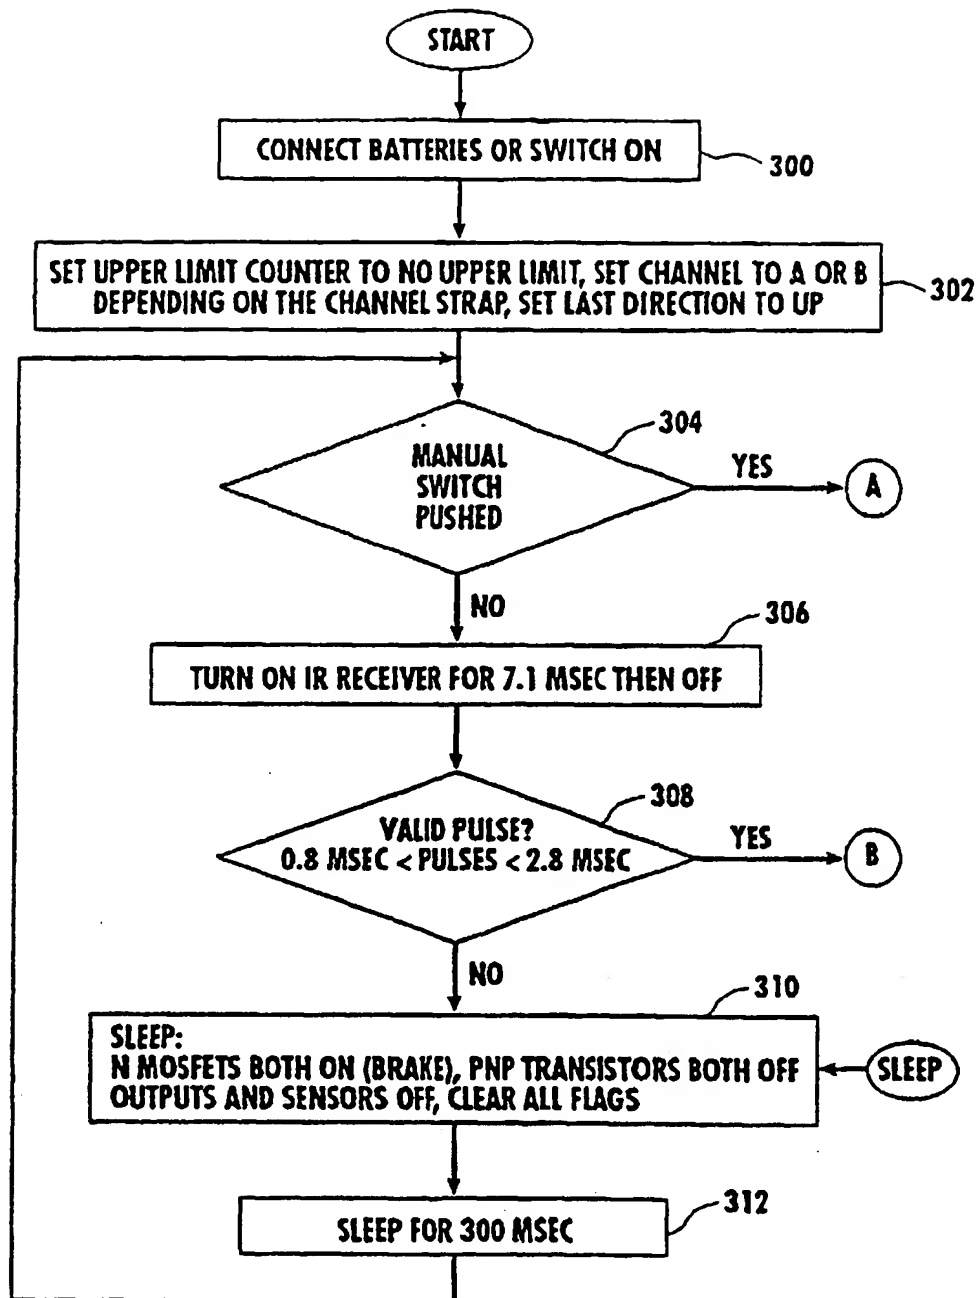 START
CONNECT BATTERIES OR SWITCH ON
300
SET UPPER LIMIT COUNTER TO NO UPPER LIMIT, SET CHANNEL TO A OR B
DEPENDING ON THE CHANNEL STRAP, SET LAST DIRECTION TO UP
302
304
MANUAL
SWITCH
PUSHED
YES
A
NO
306
TURN ON IR RECEIVER FOR 7.1 MSEC THEN OFF
308
VALID PULSE?
0.8 MSEC < PULSES < 2.8 MSEC
YES
B
NO
310
SLEEP:
N MOSFETS BOTH ON (BRAKE), PNP TRANSISTORS BOTH OFF
OUTPUTS AND SENSORS OFF, CLEAR ALL FLAGS
SLEEP
312
SLEEP FOR 300 MSEC